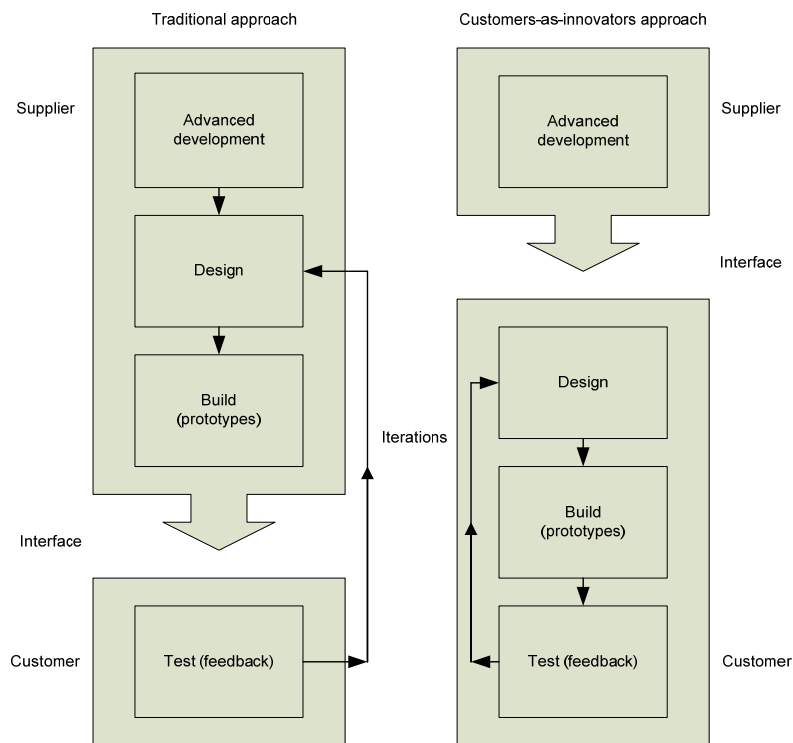 Traditional approach
Customers-as-innovators approach
Supplier
Advanced
development
Design
Build
(prototypes)
Interface
Customer
Test (feedback)
Iterations
Supplier
Advanced
development
Interface
Design
Build
(prototypes)
Test (feedback)
Customer